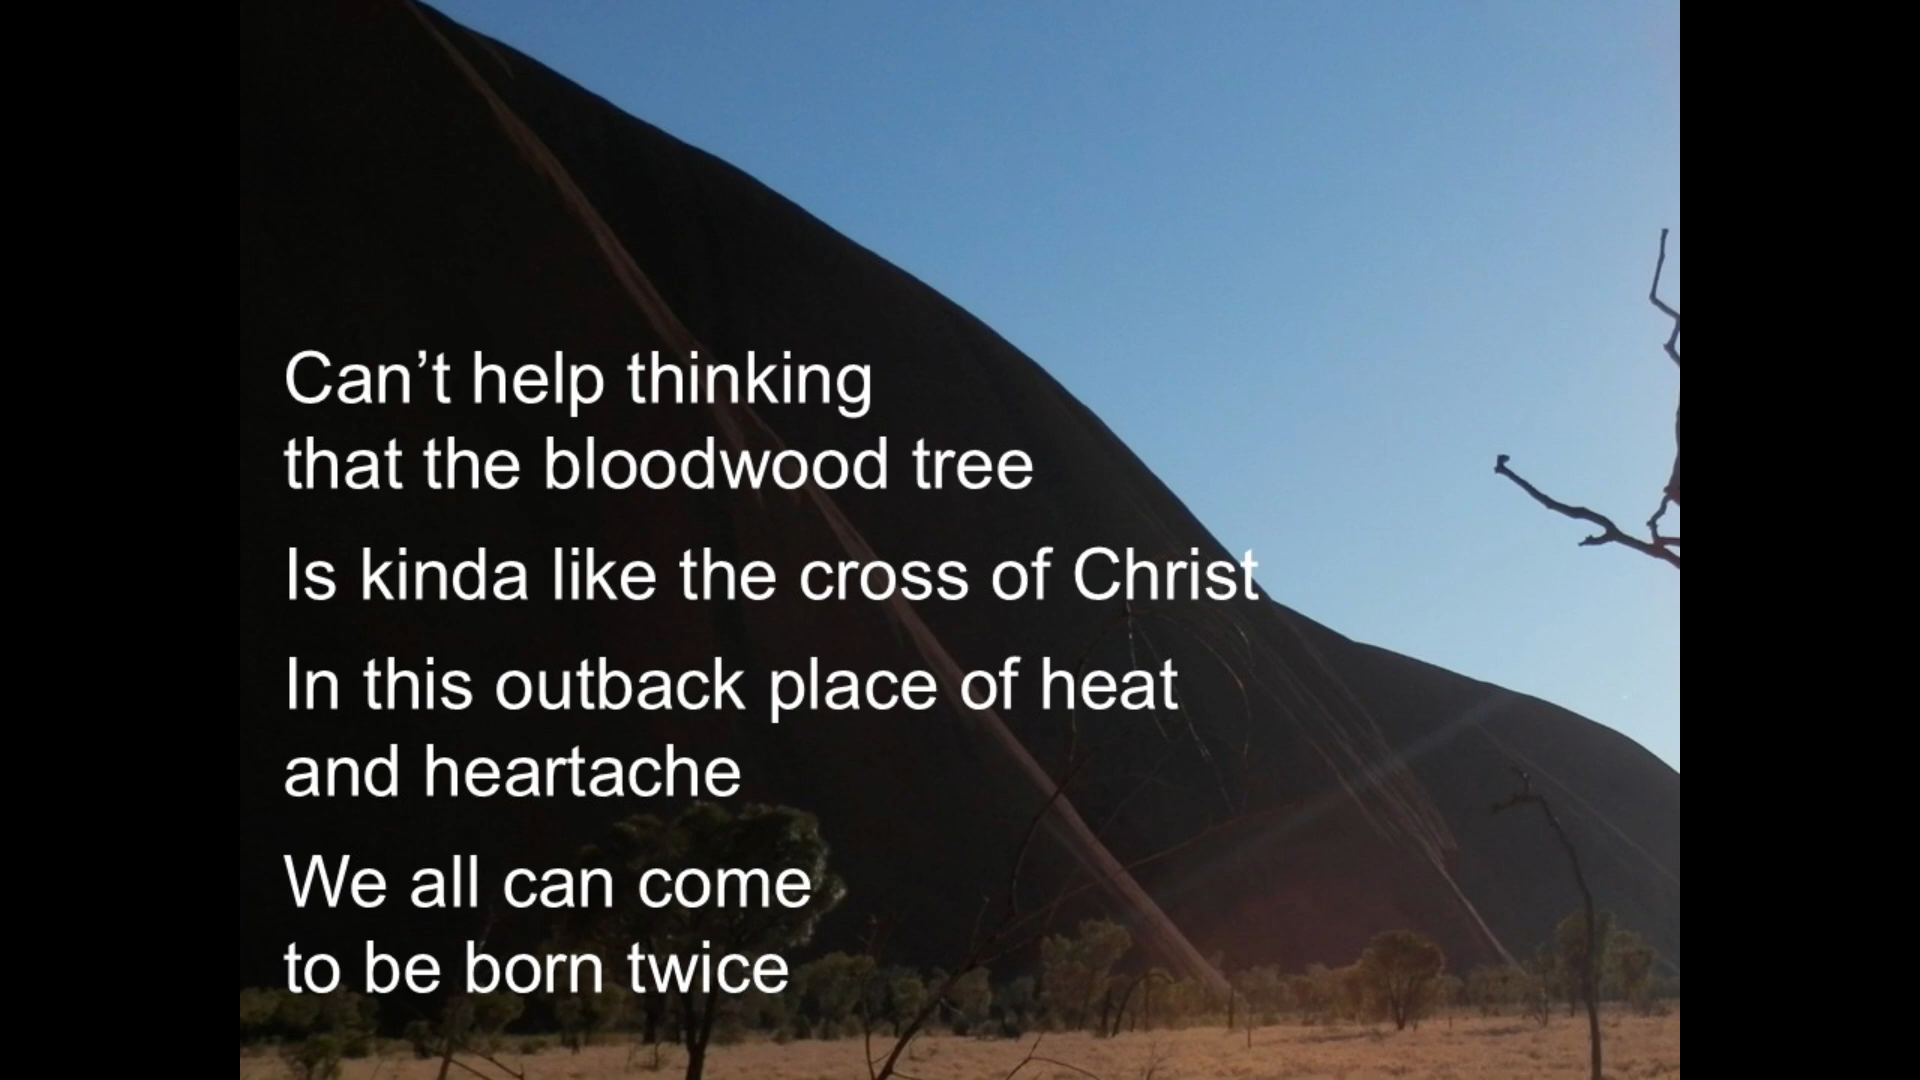 Can’t help thinking
that the bloodwood tree
Is kinda like the cross of Christ
In this outback place of heat
and heartache
We all can come
to be born twice